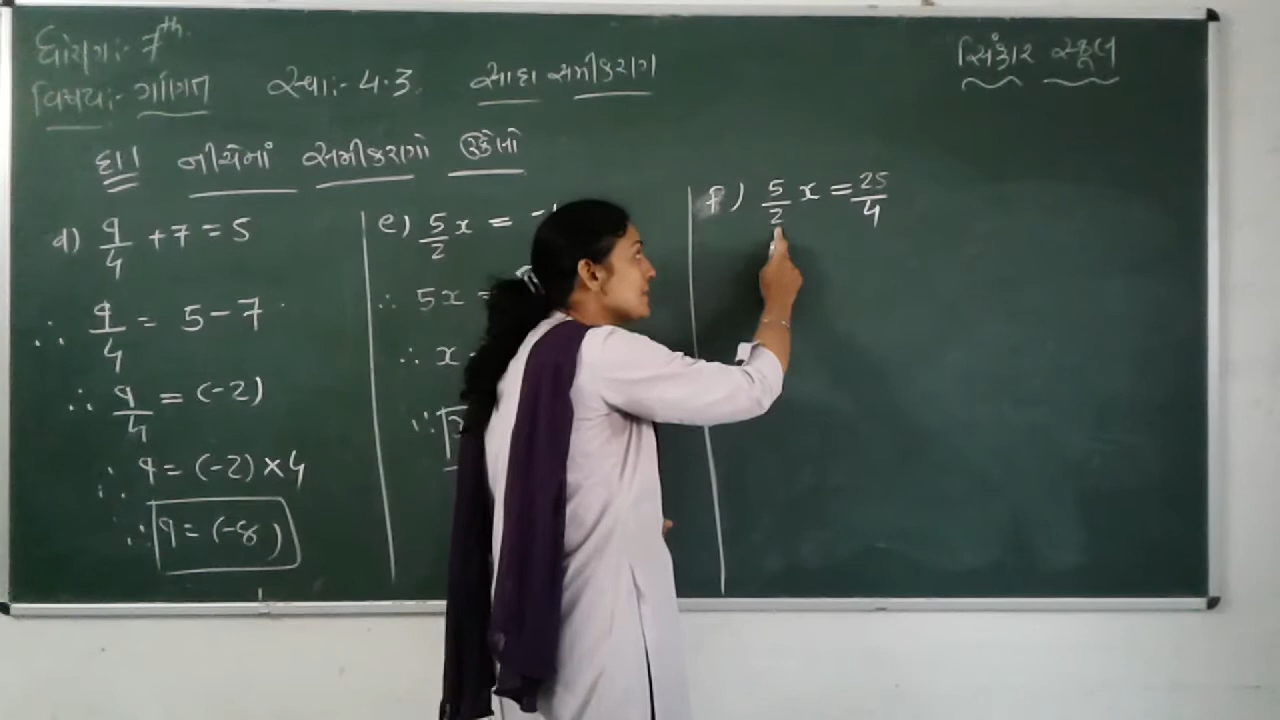 ધોરણ:- 7th
વિષય:- ગણિત સ્વા:- 4.3 સાદા સમીકરણ
સિંકાર સ્કૂલ
દા1 નીચેનાં સમીકરણો ઉકેલો
d) q/4 + 7 = 5
∴ q/4 = 5 - 7
∴ q/4 = (-2)
∴ q = (-2) × 4
∴ q = (-8)
e) 5/2 x = -
∴ 5x =
∴ x
∴
f) 5/2 x = 25/4